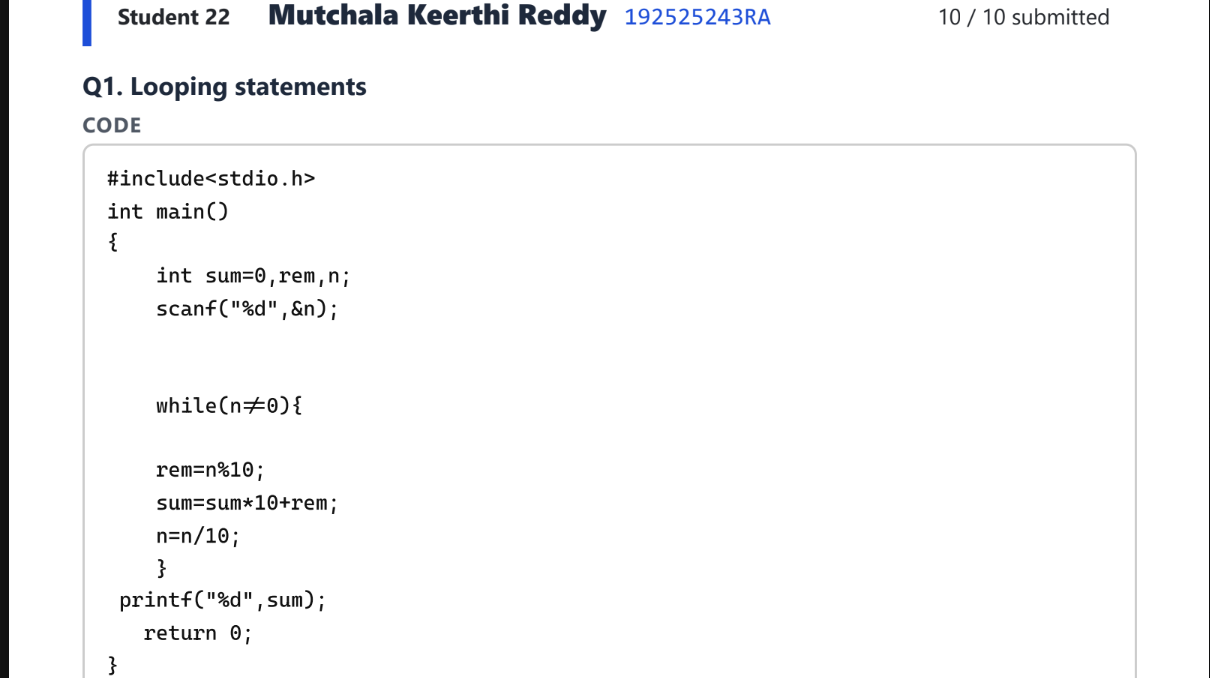 Student 22 Mutchala Keerthi Reddy 192525243RA 10 / 10 submitted
Q1. Looping statements
CODE
#include<stdio.h>
int main()
{
    int sum=0,rem,n;
    scanf("%d",&n);
    while(n≠0){
    rem=n%10;
    sum=sum*10+rem;
    n=n/10;
    }
 printf("%d",sum);
   return 0;
}